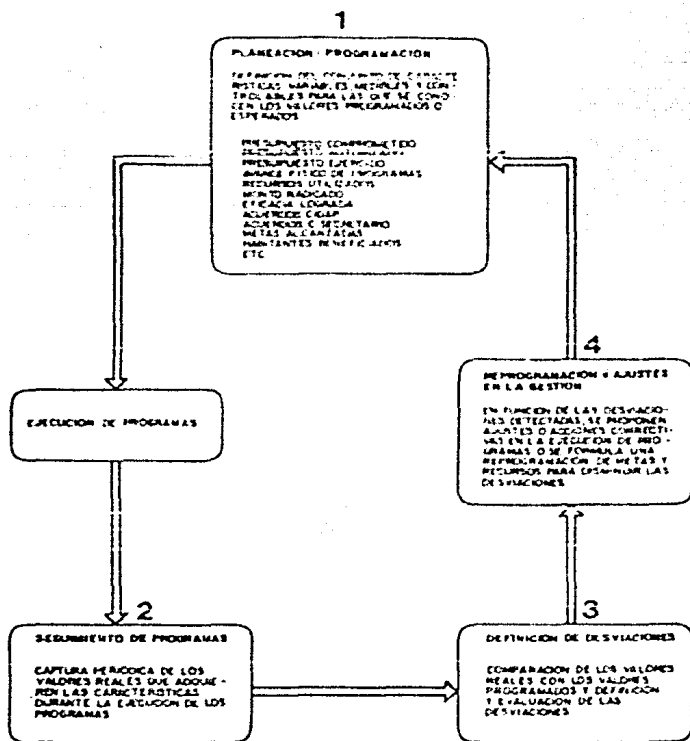 1
PLANEACION - PROGRAMACIÓN
DEFINICION DEL CONJUNTO DE CARACTE
RISTICAS VARIABLES, MEDIBLES Y CON-
TROLABLES PARA LAS QUE SE CONO-
CEN LOS VALORES PROGRAMADOS O
ESPERADOS
PRESUPUESTO COMPROMETIDO
PRESUPUESTO
PRESUPUESTO EJERCIDO
AVANCE FISICO DE PROGRAMAS
RECURSOS UTILIZADOS
MONTO RADICADO
EFICACIA LOGRADA
ACUERDOS
ACUERDOS C SECRETARIO
METAS ALCANZADAS
HABITANTES BENEFICIADOS
ETC
4
REPROGRAMACIÓN Y AJUSTES
EN LA GESTION
EN FUNCION DE LAS DESVIACIO-
NES DETECTADAS, SE PROPONEN
AJUSTES O ACCIONES CORRECTI-
VAS EN LA EJECUCION DE PRO-
GRAMAS O SE FORMULA UNA
REPROGRAMACIÓN DE METAS Y
RECURSOS PARA DISMINUIR LAS
DESVIACIONES
EJECUCION DE PROGRAMAS
2
SEGUIMIENTO DE PROGRAMAS
CAPTURA PERIODICA DE LOS
VALORES REALES QUE ADQUIE-
REN LAS CARACTERISTICAS
DURANTE LA EJECUCION DE LOS
PROGRAMAS
3
DEFINICION DE DESVIACIONES
COMPARACION DE LOS VALORES
REALES CON LOS VALORES
PROGRAMADOS Y DEFINICION
Y EVALUACION DE LAS
DESVIACIONES